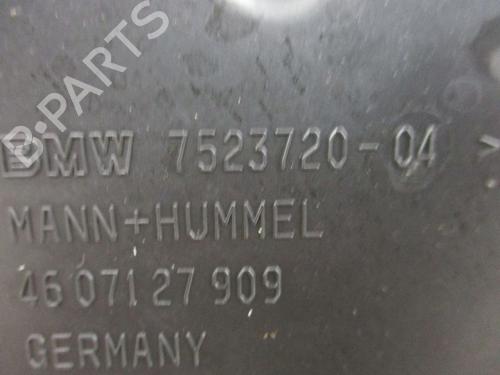 B-PARTS
BMW 7523720-04 >
MANN+HUMMEL
46 071 27 909
GERMANY